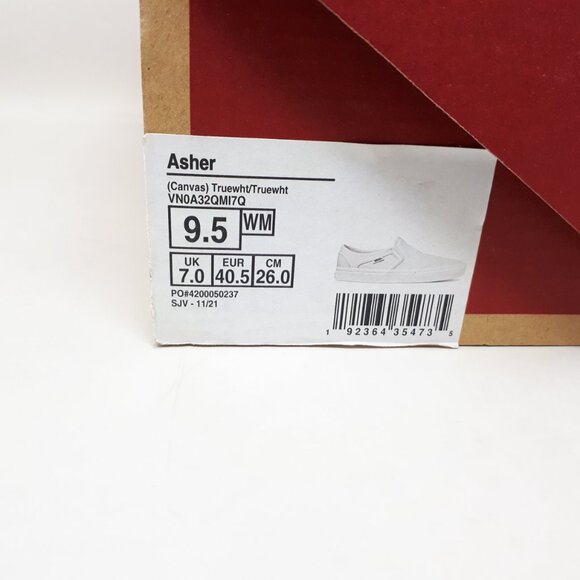 Asher
(Canvas) Truewht/Truewht
VN0A32QMI7Q
9.5 WM
UK EUR CM
7.0 40.5 26.0
PO#4200050237
SJV - 11/21
1 92364 35473 5